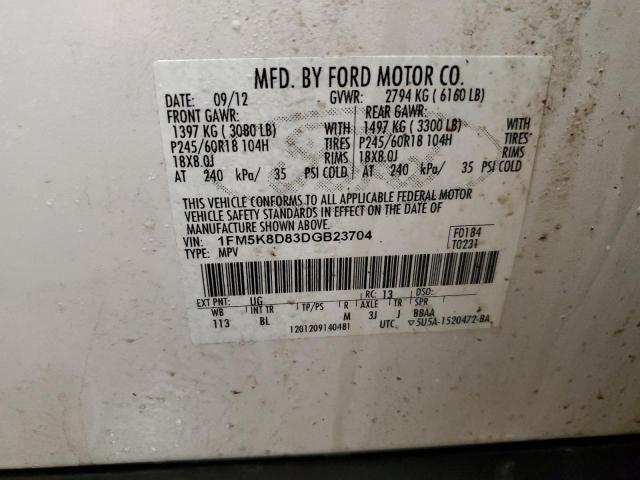 MFD. BY FORD MOTOR CO.
DATE: 09/12 GVWR: 2794 KG ( 6160 LB)
FRONT GAWR: REAR GAWR:
1397 KG ( 3080 LB) 1497 KG ( 3300 LB)
P245/60R18 104H TIRES P245/60R18 104H TIRES
18X8.0J RIMS 18X8.0J RIMS
AT 240 kPa/ 35 PSI COLD AT 240 kPa/ 35 PSI COLD
THIS VEHICLE CONFORMS TO ALL APPLICABLE FEDERAL MOTOR
VEHICLE SAFETY STANDARDS IN EFFECT ON THE DATE OF
MANUFACTURE SHOWN ABOVE.
VIN: 1FM5K8D83DGB23704 F0184
TYPE: MPV T0231
EXT PNT: UG RC: 13 DSO:
WB INT TR TP/PS R AXLE TR SPR
113 BL M 3J J BBAA
1201209140481 UTC ▽5U5A-1520472-BA